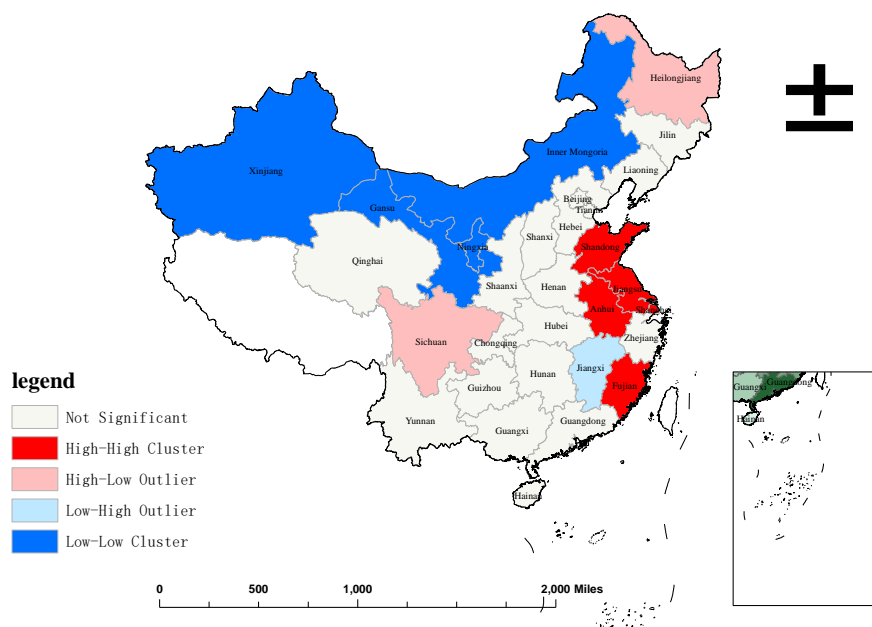 Heilongjiang
Jilin
Inner Mongoria
Liaoning
Xinjiang
Beijing
Tianjin
Gansu
Hebei
Shanxi
Ningxia
Shandong
Qinghai
Shaanxi
Henan
Jiangsu
Anhui
Shanghai
Hubei
Zhejiang
Sichuan
Chongqing
Jiangxi
Hunan
Fujian
Guizhou
Yunnan
Guangxi
Guangdong
Hainan
legend
Not Significant
High-High Cluster
High-Low Outlier
Low-High Outlier
Low-Low Cluster
Guangxi
Guangdong
Hainan
0 500 1,000 2,000 Miles